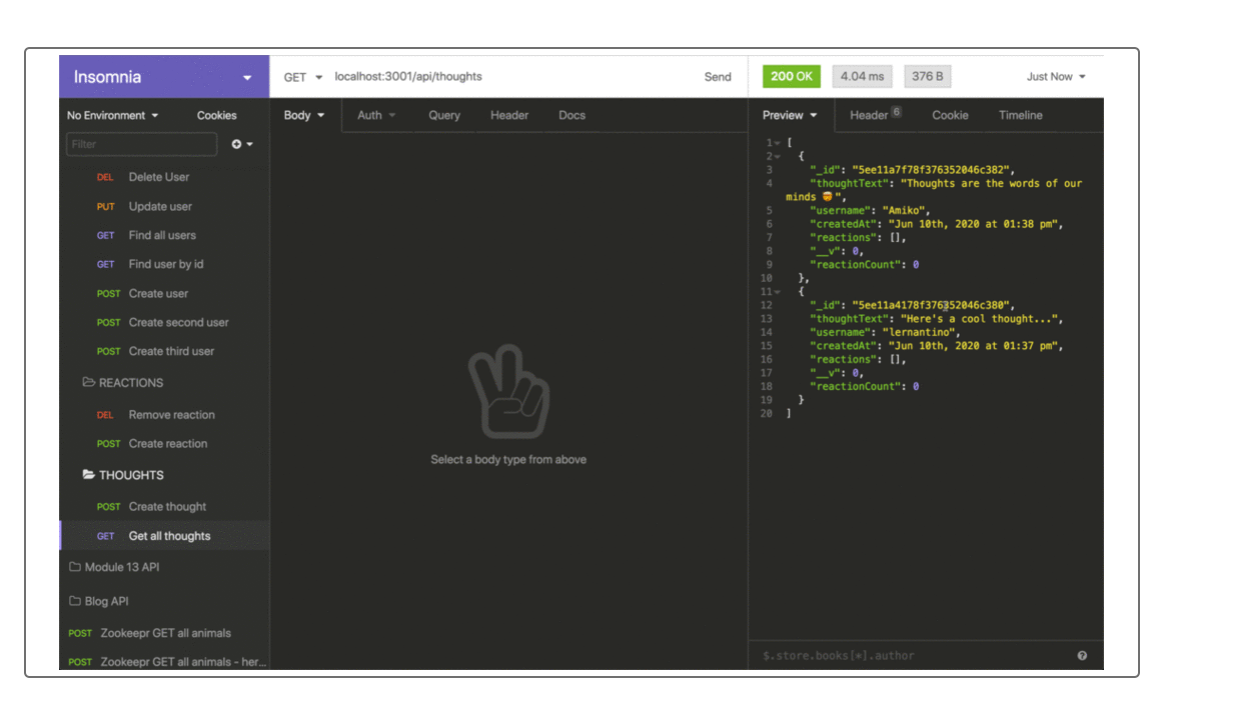 Insomnia
GET localhost:3001/api/thoughts Send
200 OK 4.04 ms 376 B Just Now
No Environment Cookies
Body Auth Query Header Docs
Preview Header 6 Cookie Timeline
Filter
DEL Delete User
PUT Update user
GET Find all users
GET Find user by id
POST Create user
POST Create second user
POST Create third user
REACTIONS
DEL Remove reaction
POST Create reaction
THOUGHTS
POST Create thought
GET Get all thoughts
Module 13 API
Blog API
POST Zookeepr GET all animals
POST Zookeepr GET all animals - her...
Select a body type from above
1 [
2 {
3 "_id": "5ee11a7f78f376352046c382",
4 "thoughtText": "Thoughts are the words of our
minds 🤯",
5 "username": "Amiko",
6 "createdAt": "Jun 10th, 2020 at 01:38 pm",
7 "reactions": [],
8 "__v": 0,
9 "reactionCount": 0
10 },
11 {
12 "_id": "5ee11a4178f376352046c380",
13 "thoughtText": "Here's a cool thought...",
14 "username": "lernantino",
15 "createdAt": "Jun 10th, 2020 at 01:37 pm",
16 "reactions": [],
17 "__v": 0,
18 "reactionCount": 0
19 }
20 ]
$.store.books[*].author